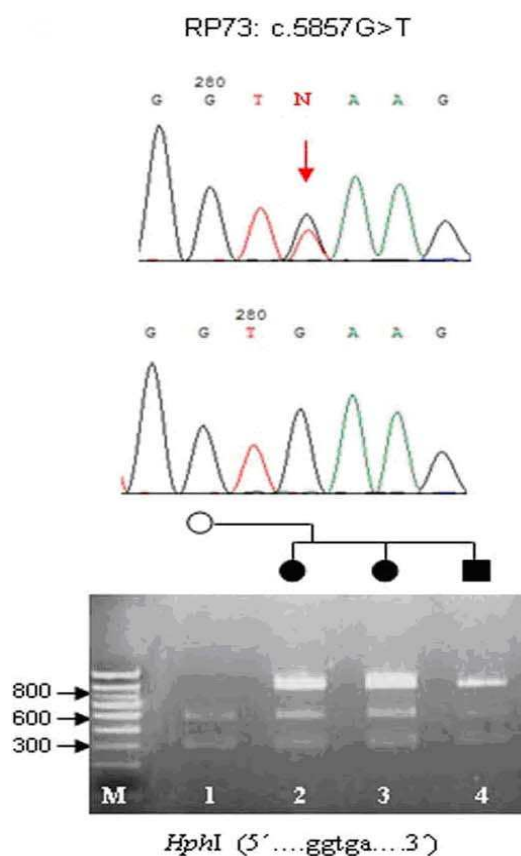 RP73: c.5857G>T
280
G G T N A A G
280
G G T G A A G
800
600
300
M 1 2 3 4
HphI (5´....ggtga....3´)